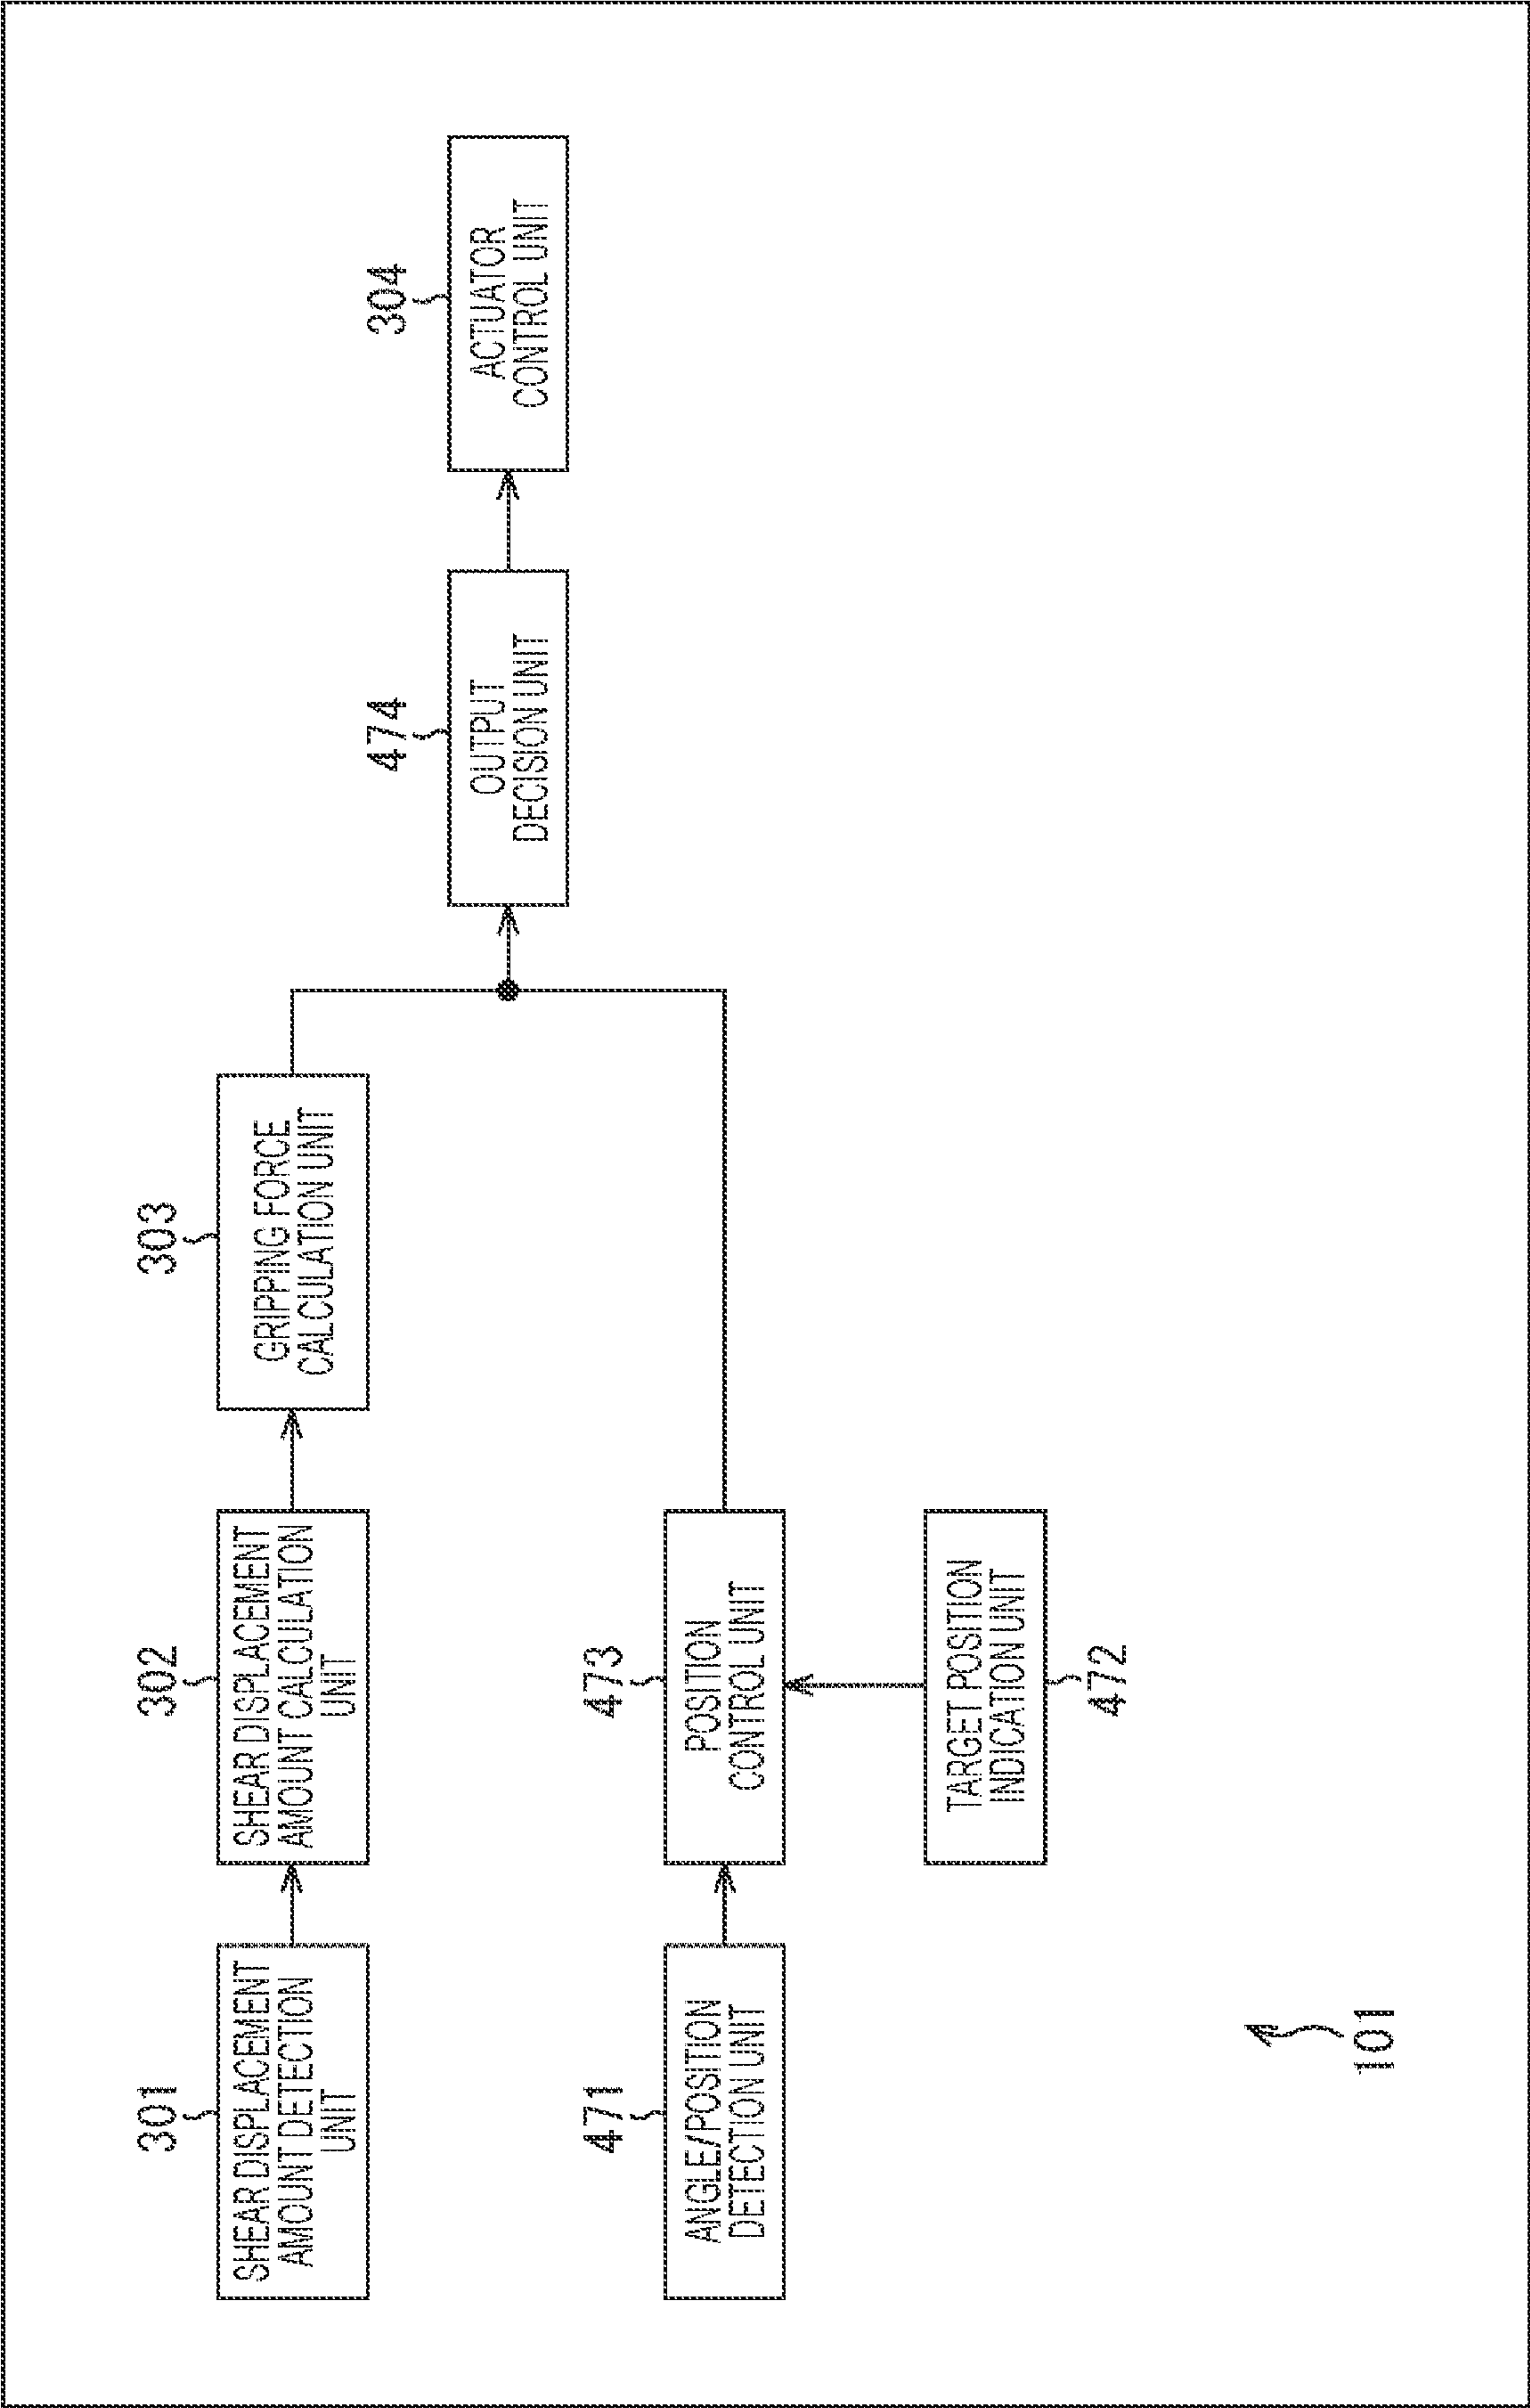 301
SHEAR DISPLACEMENT
AMOUNT DETECTION
UNIT
302
SHEAR DISPLACEMENT
AMOUNT CALCULATION
UNIT
303
GRIPPING FORCE
CALCULATION UNIT
474
OUTPUT
DECISION UNIT
304
ACTUATOR
CONTROL UNIT
471
ANGLE/POSITION
DETECTION UNIT
473
POSITION
CONTROL UNIT
TARGET POSITION
INDICATION UNIT
472
101